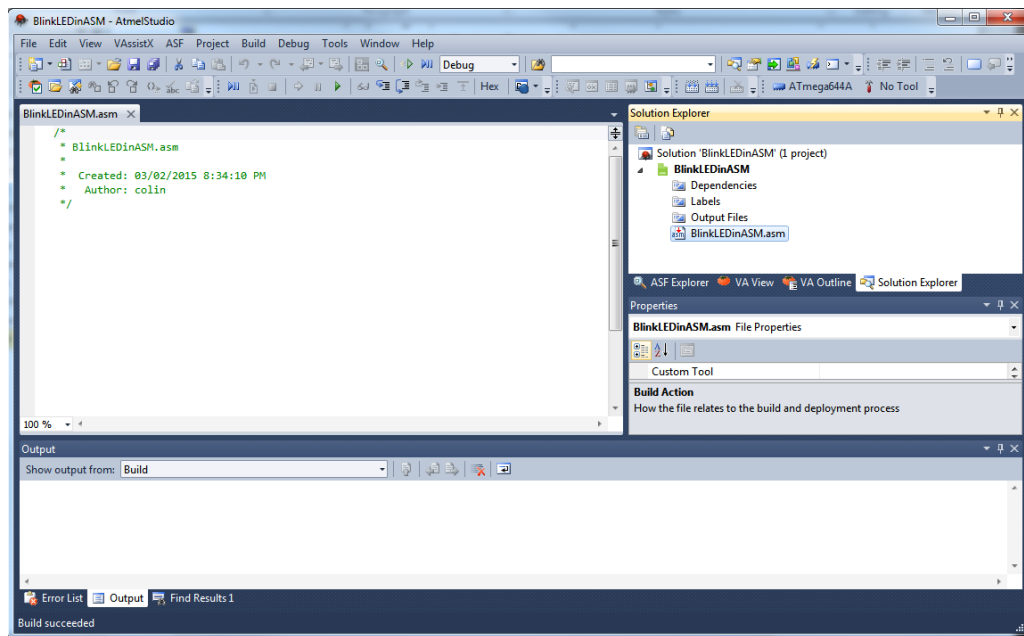 BlinkLEDinASM - AtmelStudio
File Edit View VAssistX ASF Project Build Debug Tools Window Help
Debug
Hex ATmega644A No Tool
BlinkLEDinASM.asm
/*
* BlinkLEDinASM.asm
*
* Created: 03/02/2015 8:34:10 PM
* Author: colin
*/
100 %
Solution Explorer
Solution 'BlinkLEDinASM' (1 project)
BlinkLEDinASM
Dependencies
Labels
Output Files
asm BlinkLEDinASM.asm
ASF Explorer VA View VA Outline Solution Explorer
Properties
BlinkLEDinASM.asm File Properties
Custom Tool
Build Action
How the file relates to the build and deployment process
Output
Show output from: Build
Error List Output Find Results 1
Build succeeded